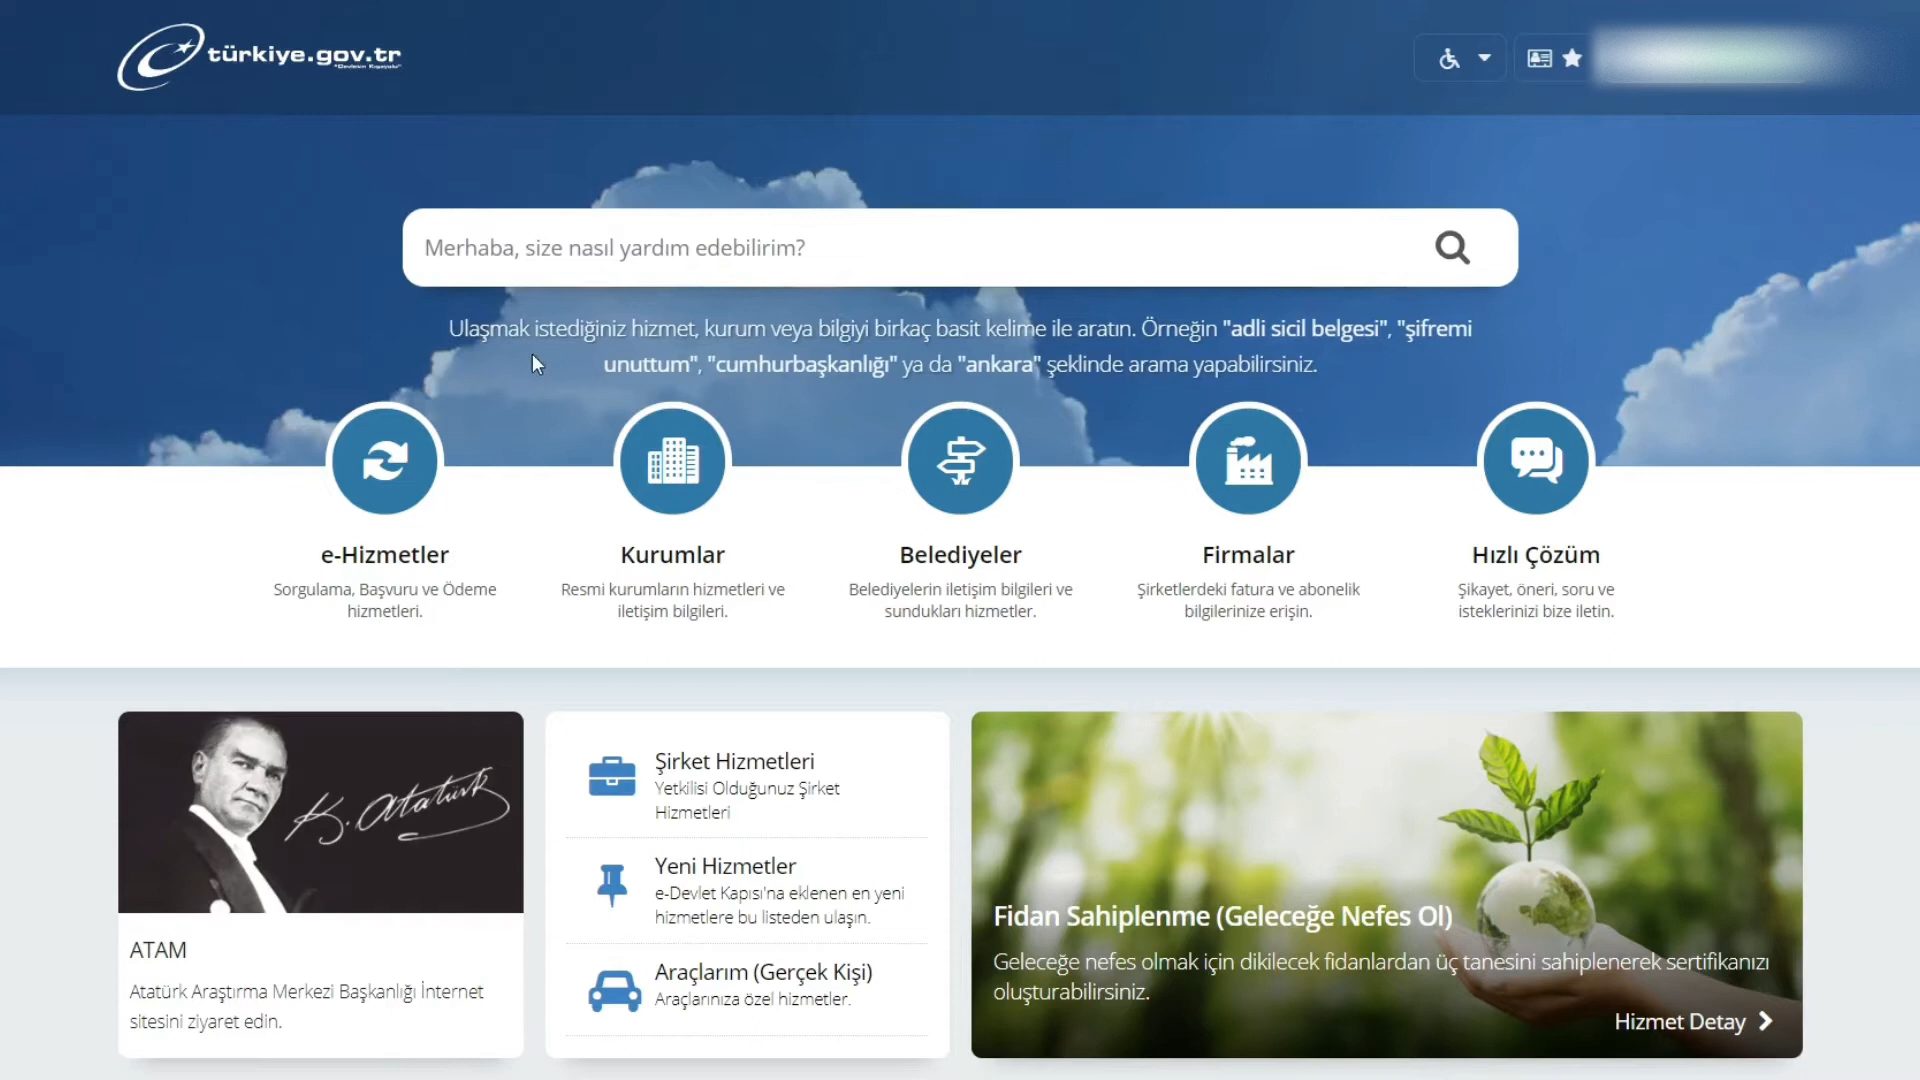 türkiye.gov.tr
Merhaba, size nasıl yardım edebilirim?
Ulaşmak istediğiniz hizmet, kurum veya bilgiyi birkaç basit kelime ile aratın. Örneğin "adli sicil belgesi", "şifremi
unuttum", "cumhurbaşkanlığı" ya da "ankara" şeklinde arama yapabilirsiniz.
e-Hizmetler
Sorgulama, Başvuru ve Ödeme
hizmetleri.
Kurumlar
Resmi kurumların hizmetleri ve
iletişim bilgileri.
Belediyeler
Belediyelerin iletişim bilgileri ve
sundukları hizmetler.
Firmalar
Şirketlerdeki fatura ve abonelik
bilgilerinize erişin.
Hızlı Çözüm
Şikayet, öneri, soru ve
isteklerinizi bize iletin.
K. Atatürk
ATAM
Atatürk Araştırma Merkezi Başkanlığı İnternet
sitesini ziyaret edin.
Şirket Hizmetleri
Yetkilisi Olduğunuz Şirket
Hizmetleri
Yeni Hizmetler
e-Devlet Kapısı'na eklenen en yeni
hizmetlere bu listeden ulaşın.
Araçlarım (Gerçek Kişi)
Araçlarınıza özel hizmetler.
Fidan Sahiplenme (Geleceğe Nefes Ol)
Geleceğe nefes olmak için dikilecek fidanlardan üç tanesini sahiplenerek sertifikanızı
oluşturabilirsiniz.
Hizmet Detay